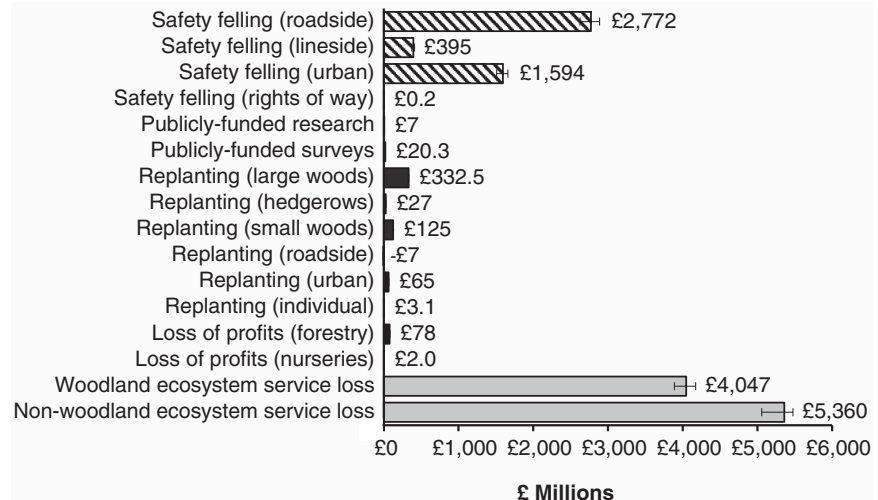 Safety felling (roadside) £2,772
Safety felling (lineside) £395
Safety felling (urban) £1,594
Safety felling (rights of way) £0.2
Publicly-funded research £7
Publicly-funded surveys £20.3
Replanting (large woods) £332.5
Replanting (hedgerows) £27
Replanting (small woods) £125
Replanting (roadside) -£7
Replanting (urban) £65
Replanting (individual) £3.1
Loss of profits (forestry) £78
Loss of profits (nurseries) £2.0
Woodland ecosystem service loss £4,047
Non-woodland ecosystem service loss £5,360
£0 £1,000 £2,000 £3,000 £4,000 £5,000 £6,000
£ Millions